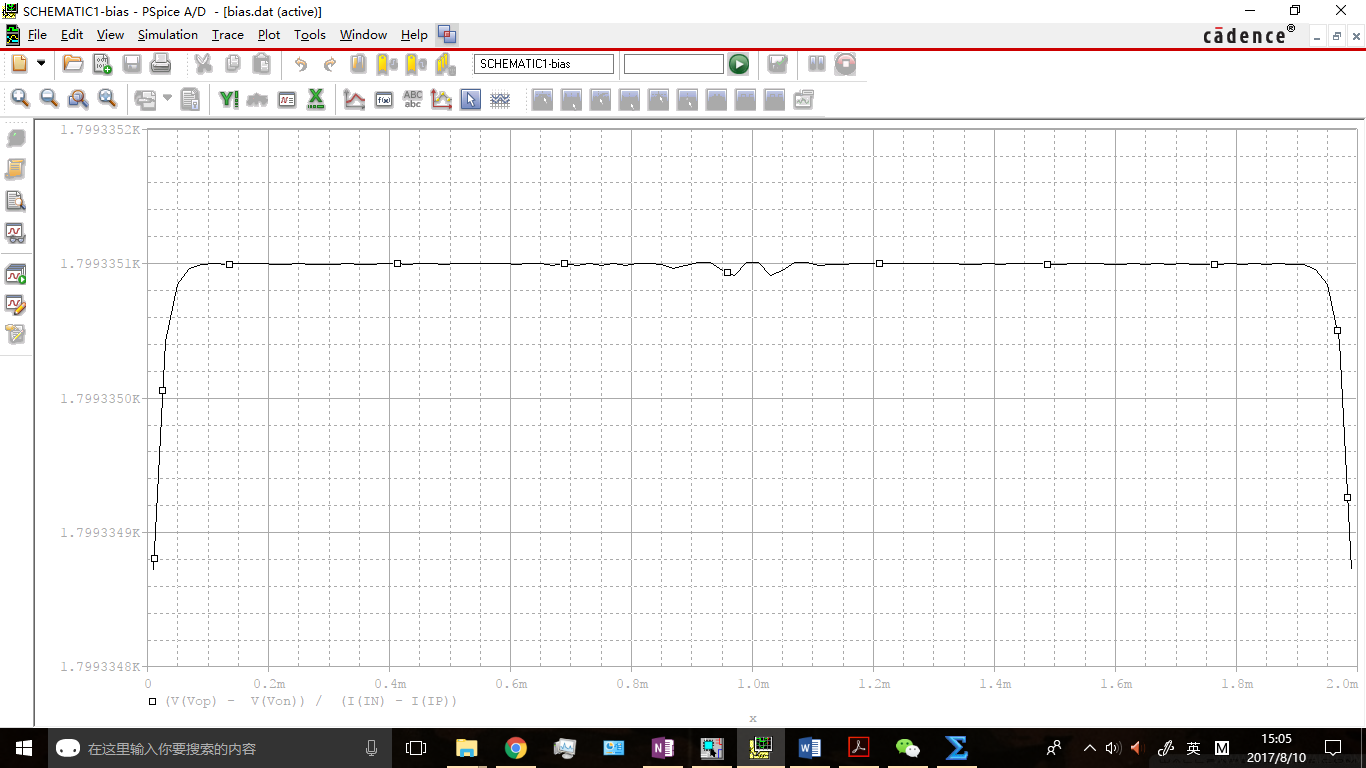 SCHEMATIC1-bias - PSpice A/D - [bias.dat (active)]
File Edit View Simulation Trace Plot Tools Window Help
cādence®
SCHEMATIC1-bias
ABC
abc
1.7993352K
1.7993351K
1.7993350K
1.7993349K
1.7993348K
0 0.2m 0.4m 0.6m 0.8m 1.0m 1.2m 1.4m 1.6m 1.8m 2.0m
(V(Vop) - V(Von)) / (I(IN) - I(IP))
x
在这里输入你要搜索的内容
英
M
15:05
2017/8/10